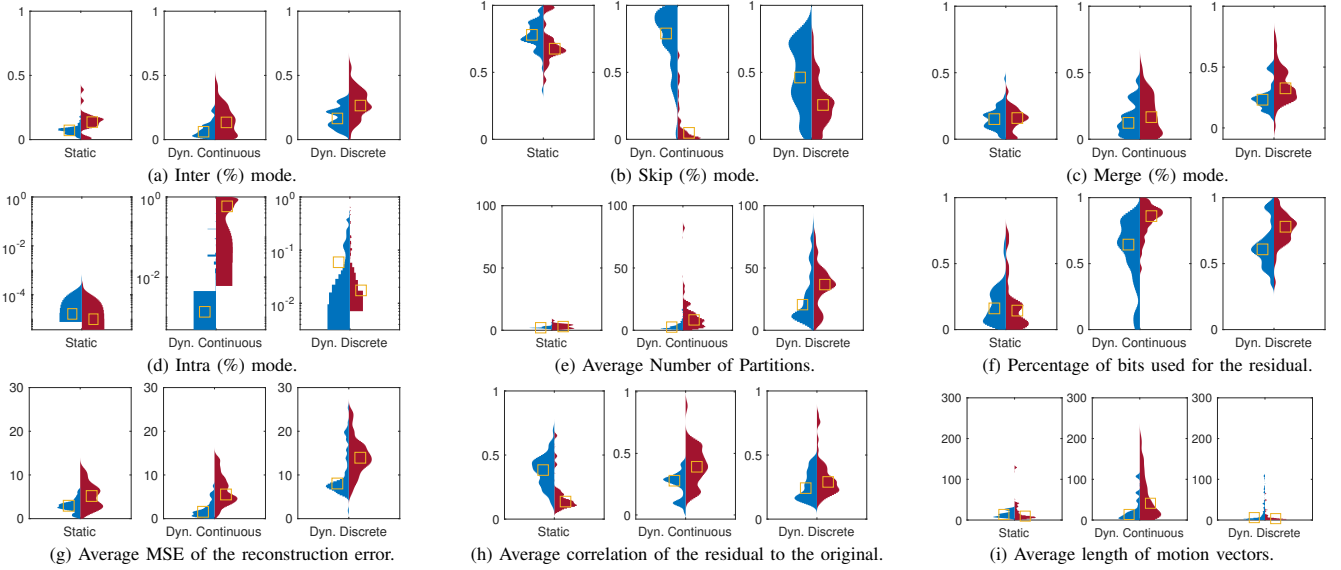 1 1 1
0.5 0.5 0.5
0 0 0
Static Dyn. Continuous Dyn. Discrete
(a) Inter (%) mode.
1 1 1
0.5 0.5 0.5
0 0 0
Static Dyn. Continuous Dyn. Discrete
(b) Skip (%) mode.
1 1 1
0.5 0.5 0.5
0 0 0
Static Dyn. Continuous Dyn. Discrete
(c) Merge (%) mode.
10^0 10^0 10^0
10^-2 10^-1
10^-4 10^-2 10^-2
Static Dyn. Continuous Dyn. Discrete
(d) Intra (%) mode.
100 100 100
50 50 50
0 0 0
Static Dyn. Continuous Dyn. Discrete
(e) Average Number of Partitions.
1 1 1
0.5 0.5 0.5
0 0 0
Static Dyn. Continuous Dyn. Discrete
(f) Percentage of bits used for the residual.
30 30 30
20 20 20
10 10 10
0 0 0
Static Dyn. Continuous Dyn. Discrete
(g) Average MSE of the reconstruction error.
1 1 1
0.5 0.5 0.5
0 0 0
Static Dyn. Continuous Dyn. Discrete
(h) Average correlation of the residual to the original.
300 300 300
200 200 200
100 100 100
0 0 0
Static Dyn. Continuous Dyn. Discrete
(i) Average length of motion vectors.